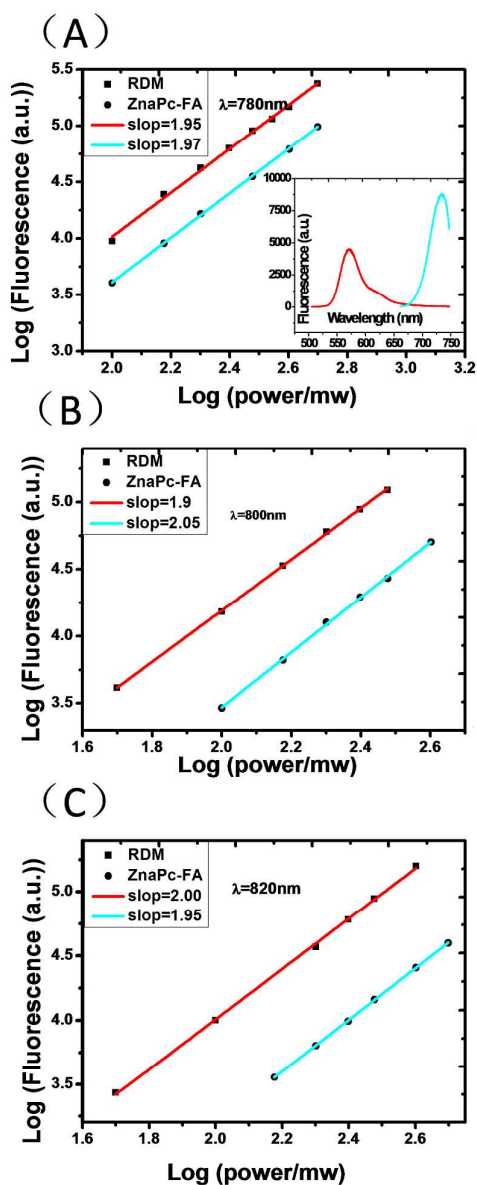 (A)
Log (Fluorescence (a.u.))
5.5
5.0
4.5
4.0
3.5
3.0
RDM
ZnaPc-FA
slop=1.95
slop=1.97
λ=780nm
Fluorescence (a.u.)
10000
7500
5000
2500
0
Wavelength (nm)
500 550 600 650 700 750
2.0 2.2 2.4 2.6 2.8 3.0 3.2
Log (power/mw)
(B)
Log (Fluorescence (a.u.))
5.0
4.5
4.0
3.5
RDM
ZnaPc-FA
slop=1.9
slop=2.05
λ=800nm
1.6 1.8 2.0 2.2 2.4 2.6
Log (power/mw)
(C)
Log (Fluorescence (a.u.))
5.0
4.5
4.0
3.5
RDM
ZnaPc-FA
slop=2.00
slop=1.95
λ=820nm
1.6 1.8 2.0 2.2 2.4 2.6
Log (power/mw)